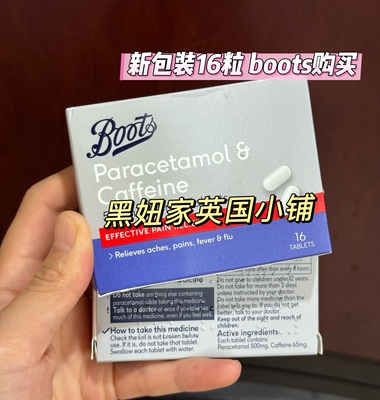 新包装16粒 boots购买
Boots
Paracetamol &
Caffeine
黑妞家英国小铺
EFFECTIVE PAIN
> Relieves aches, pains, fever & flu
16
TABLETS
Do not take anything else containing
paracetamol while taking this medicine.
Talk to a doctor at once if you take too
much of this medicine, even if you feel well.
✓ How to take this medicine
Check the foil is not broken before
use. If it is, do not take that tablet.
Swallow each tablet with water.
more often than every 4 hours.
Do not give to children under 12 years.
Do not take for more than 3 days
unless instructed by your doctor.
Do not take more medicine than the
label tells you to. If you do not get
better, talk to your doctor.
Keep out of the sight and reach of
children.
Active ingredients
Each tablet contains
Paracetamol 500mg, Caffeine 65mg